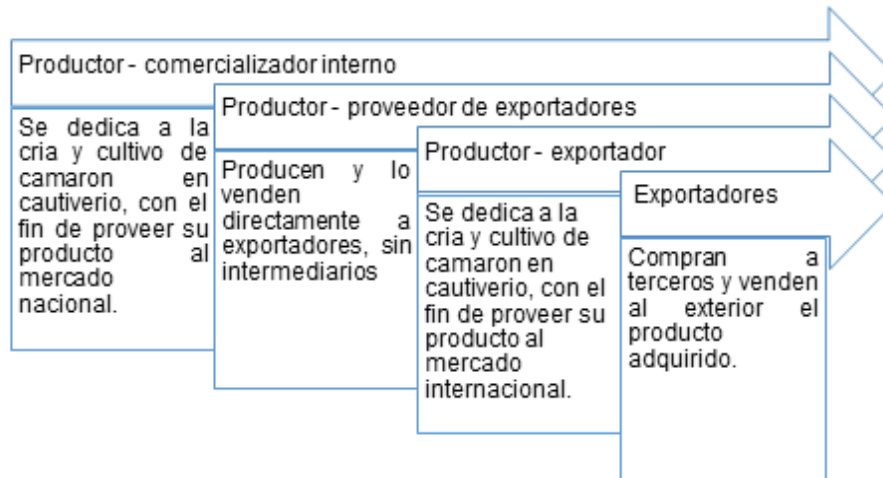 Productor - comercializador interno
Se dedica a la
cria y cultivo de
camaron en
cautiverio, con el
fin de proveer su
producto al
mercado
nacional.
Productor - proveedor de exportadores
Producen y lo
venden
directamente a
exportadores, sin
intermediarios
Productor - exportador
Se dedica a la
cria y cultivo de
camaron en
cautiverio, con el
fin de proveer su
producto al
mercado
internacional.
Exportadores
Compran a
terceros y venden
al exterior el
producto
adquirido.